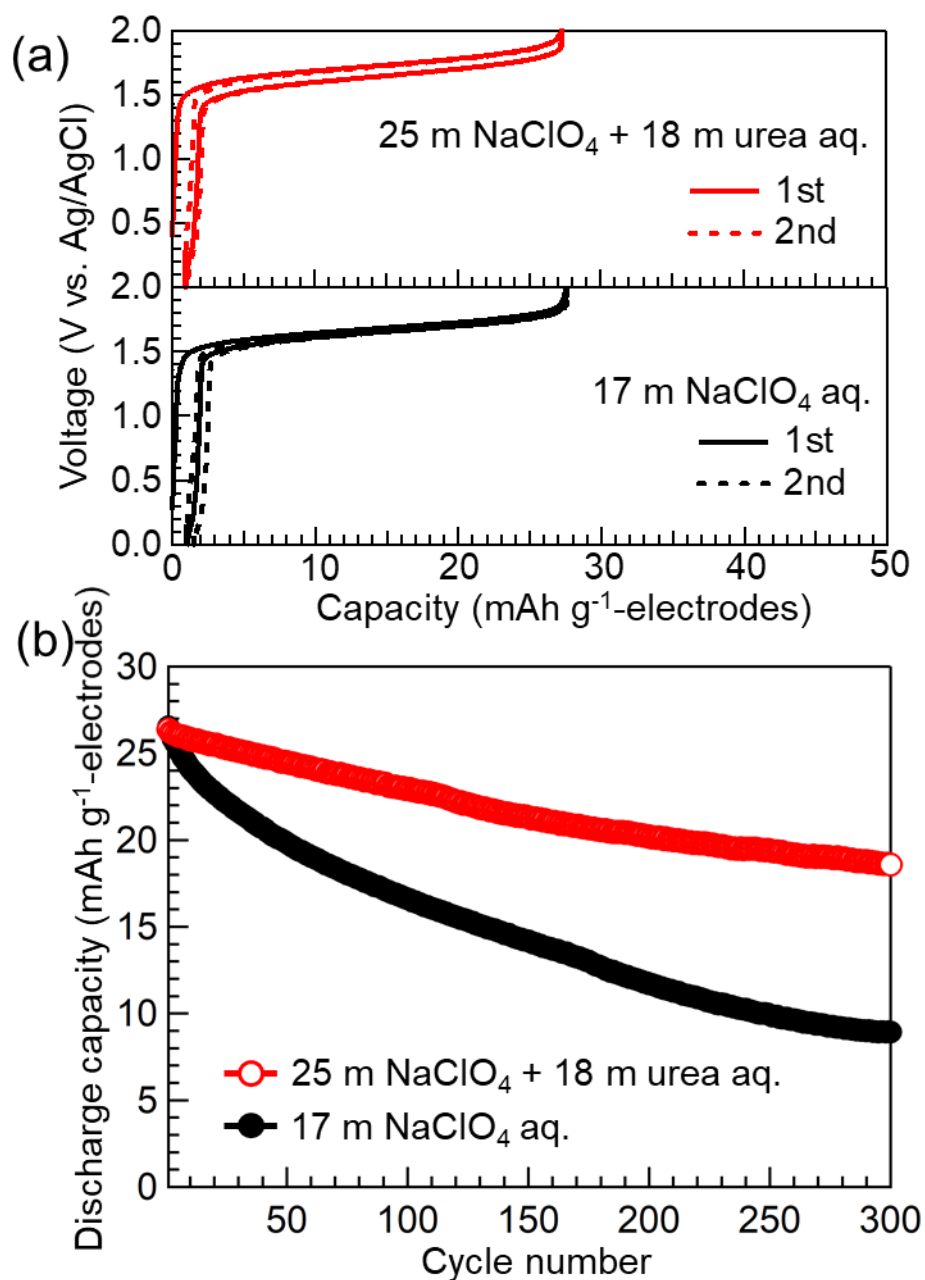 (a)
Voltage (V vs. Ag/AgCl)
2.0
1.5
1.0
0.5
25 m NaClO₄ + 18 m urea aq.
1st
2nd
2.0
1.5
1.0
0.5
0.0
17 m NaClO₄ aq.
1st
2nd
0 10 20 30 40 50
Capacity (mAh g⁻¹-electrodes)
(b)
Discharge capacity (mAh g⁻¹-electrodes)
30
25
20
15
10
5
0
25 m NaClO₄ + 18 m urea aq.
17 m NaClO₄ aq.
50 100 150 200 250 300
Cycle number